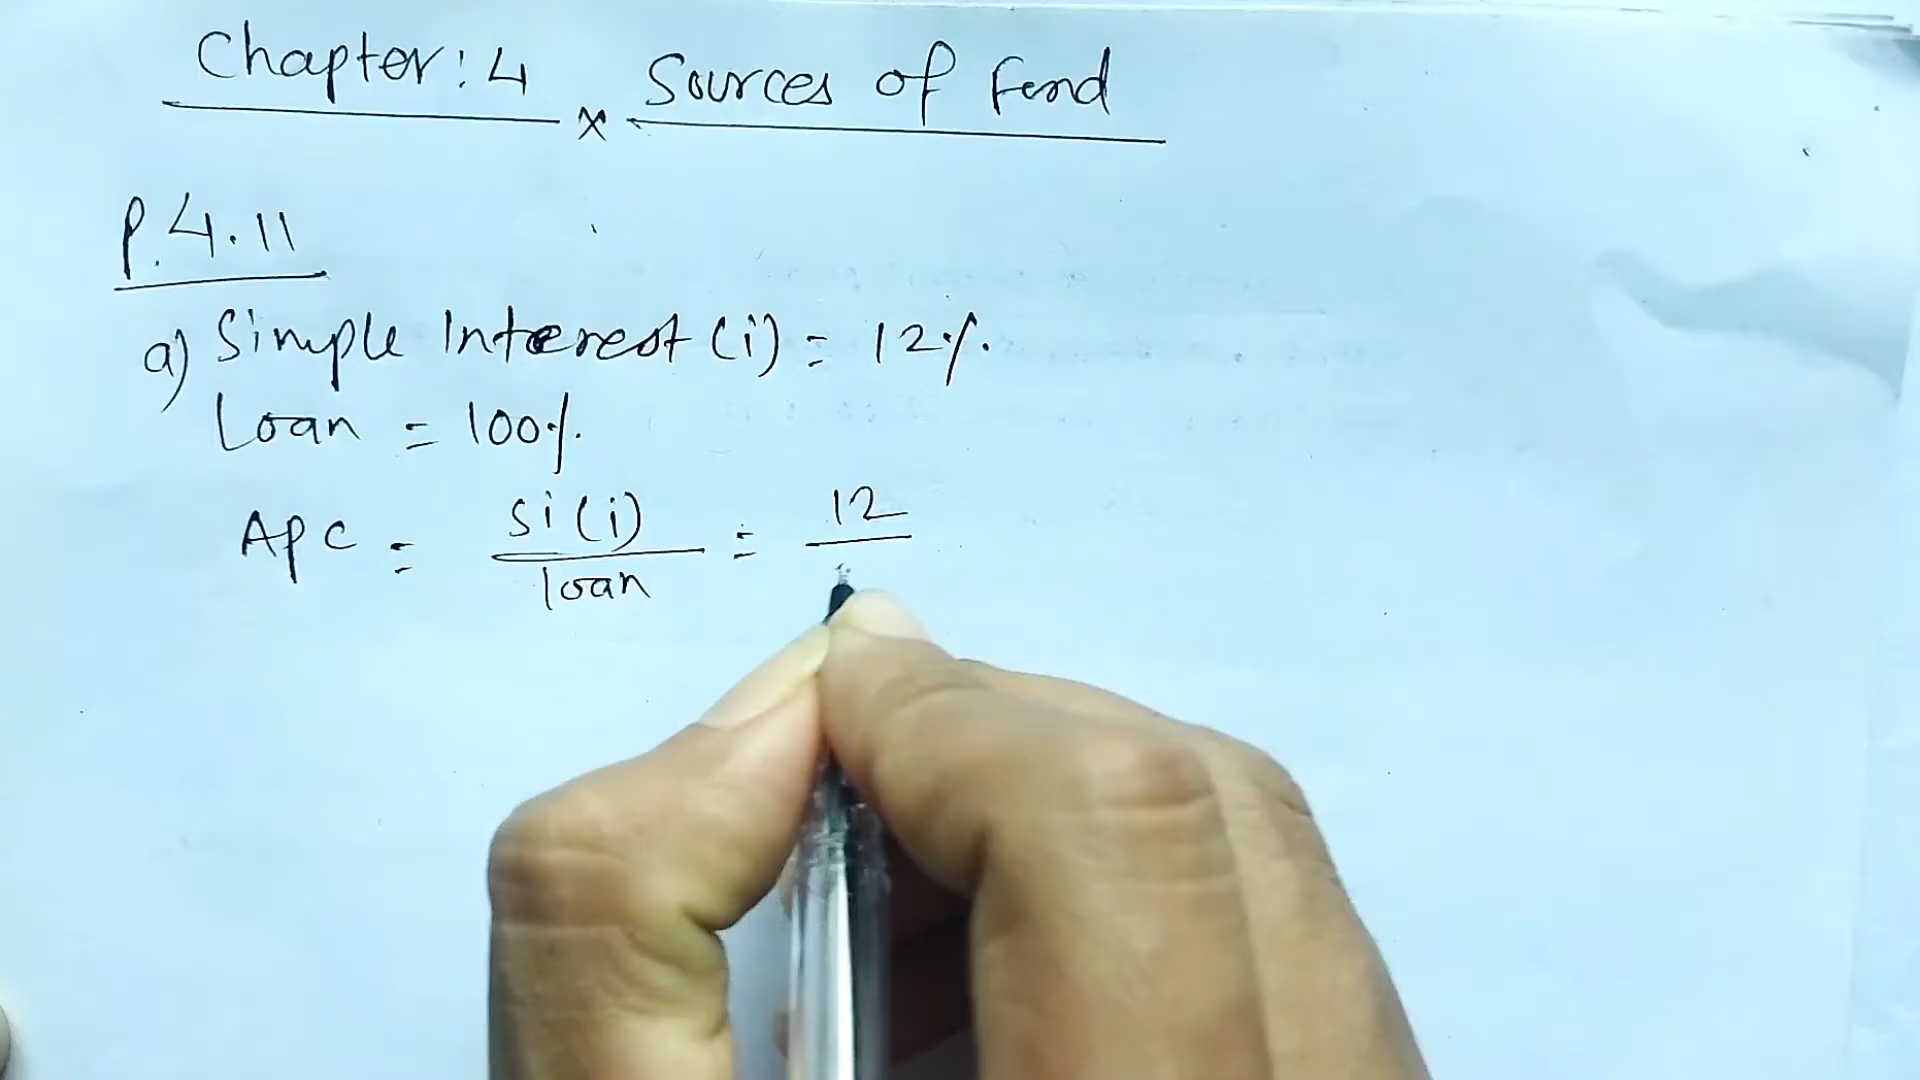 Chapter: 4 x Sources of Fund
P. 4.11
a) Simple Interest (i) = 12%.
Loan = 100%.
APC = Si(i) / loan = 12 /